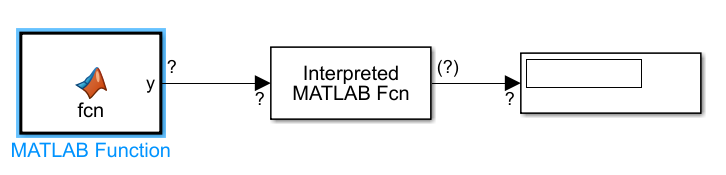 ?
(?)
Interpreted
MATLAB Fcn
y
fcn
?
?
MATLAB Function